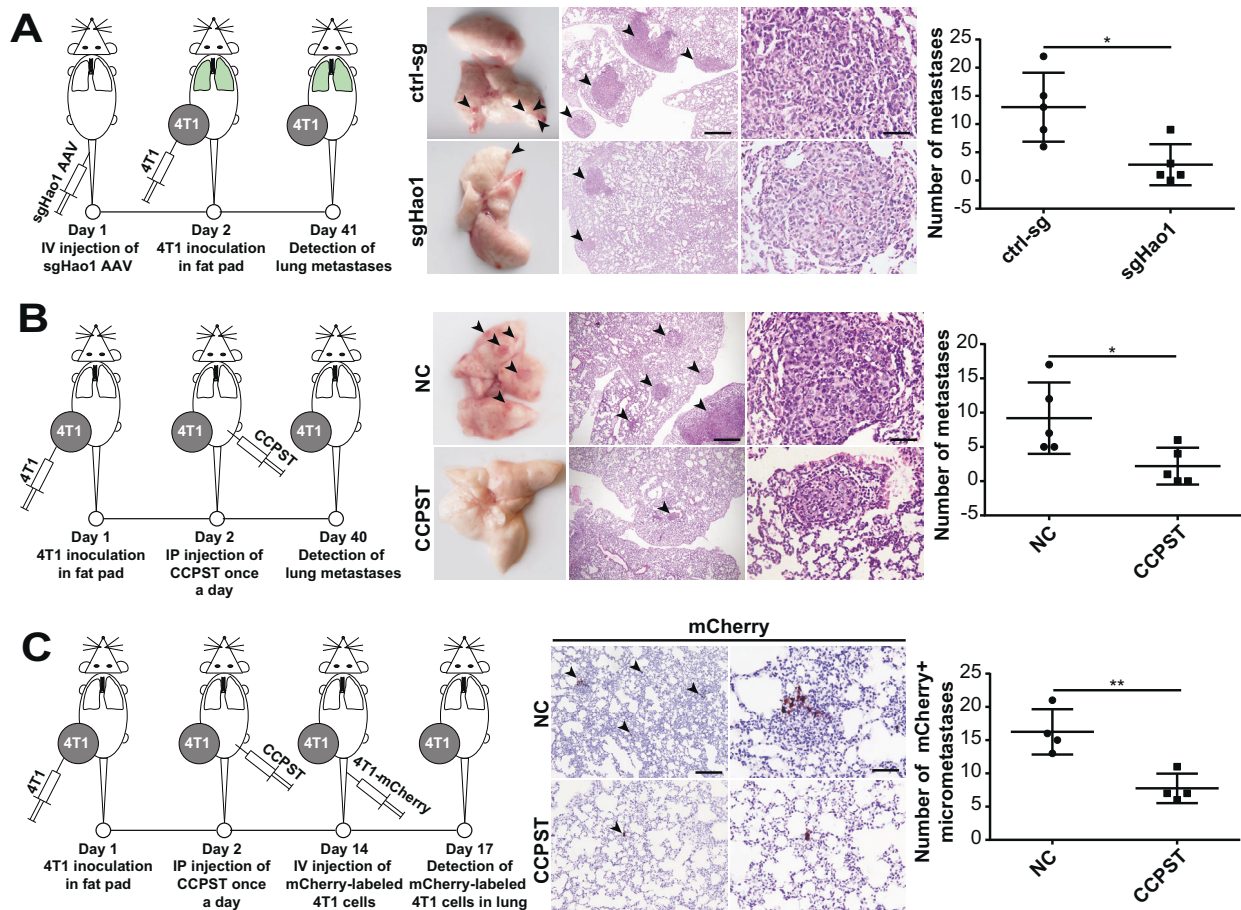 A
4T1
4T1
sgHao1 AAV
4T1
Day 1
IV injection of
sgHao1 AAV
Day 2
4T1 inoculation
in fat pad
Day 41
Detection of
lung metastases
ctrl-sg
sgHao1
Number of metastases
25
20
15
10
5
0
-5
*
ctrl-sg
sgHao1
B
4T1
4T1
4T1
4T1
CCPST
Day 1
4T1 inoculation
in fat pad
Day 2
IP injection of
CCPST once
a day
Day 40
Detection of
lung metastases
NC
CCPST
Number of metastases
20
15
10
5
0
-5
*
NC
CCPST
C
4T1
4T1
4T1
4T1
4T1
CCPST
4T1-mCherry
Day 1
4T1 inoculation
in fat pad
Day 2
IP injection of
CCPST once
a day
Day 14
IV injection of
mCherry-labeled
4T1 cells
Day 17
Detection of
mCherry-labeled
4T1 cells in lung
mCherry
NC
CCPST
Number of mCherry+
micrometastases
25
20
15
10
5
0
**
NC
CCPST